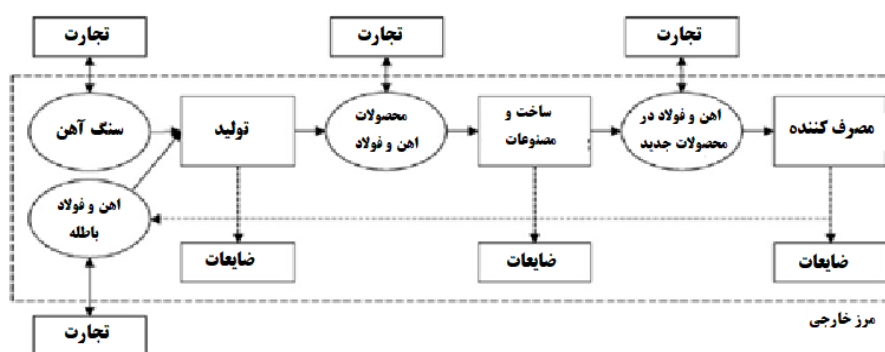 تجارت
تجارت
تجارت
سنگ آهن
تولید
محصولات
اهن و فولاد
ساخت و
مصنوعات
اهن و فولاد در
محصولات جدید
مصرف کننده
اهن و فولاد
باطله
ضایعات
ضایعات
ضایعات
مرز خارجی
تجارت